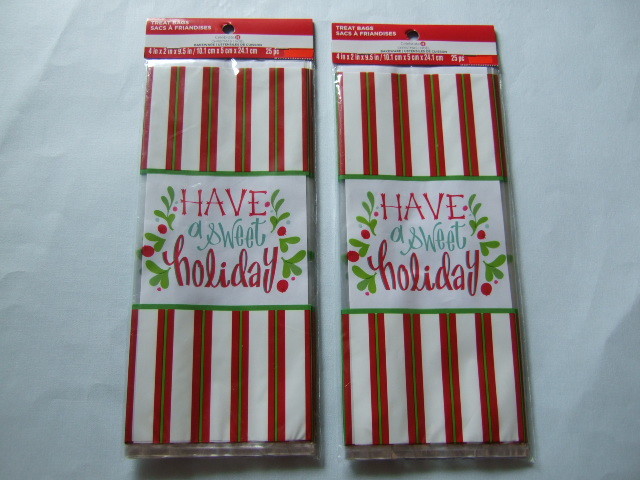 TREAT BAGS
SACS À FRIANDISES
4 in x 2 in x 9.5 in / 10.1 cm x 5 cm x 24.1 cm 25 pc
HAVE
a sweet
holiday
TREAT BAGS
SACS À FRIANDISES
4 in x 2 in x 9.5 in / 10.1 cm x 5 cm x 24.1 cm 25 pc
HAVE
a sweet
holiday